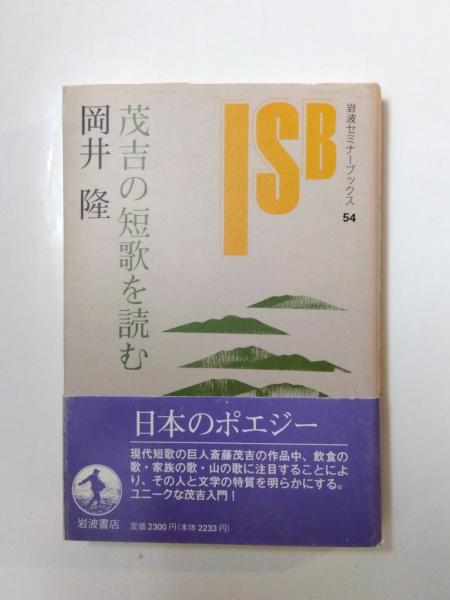 岩波セミナーブックス 54
ISB
茂吉の短歌を読む
岡井 隆
日本のポエジー
現代短歌の巨人斎藤茂吉の作品中、飲食の
歌・家族の歌・山の歌に注目することによ
り、その人と文学の特質を明らかにする。
ユニークな茂吉入門！
岩波書店
定価2300円(本体2233円)